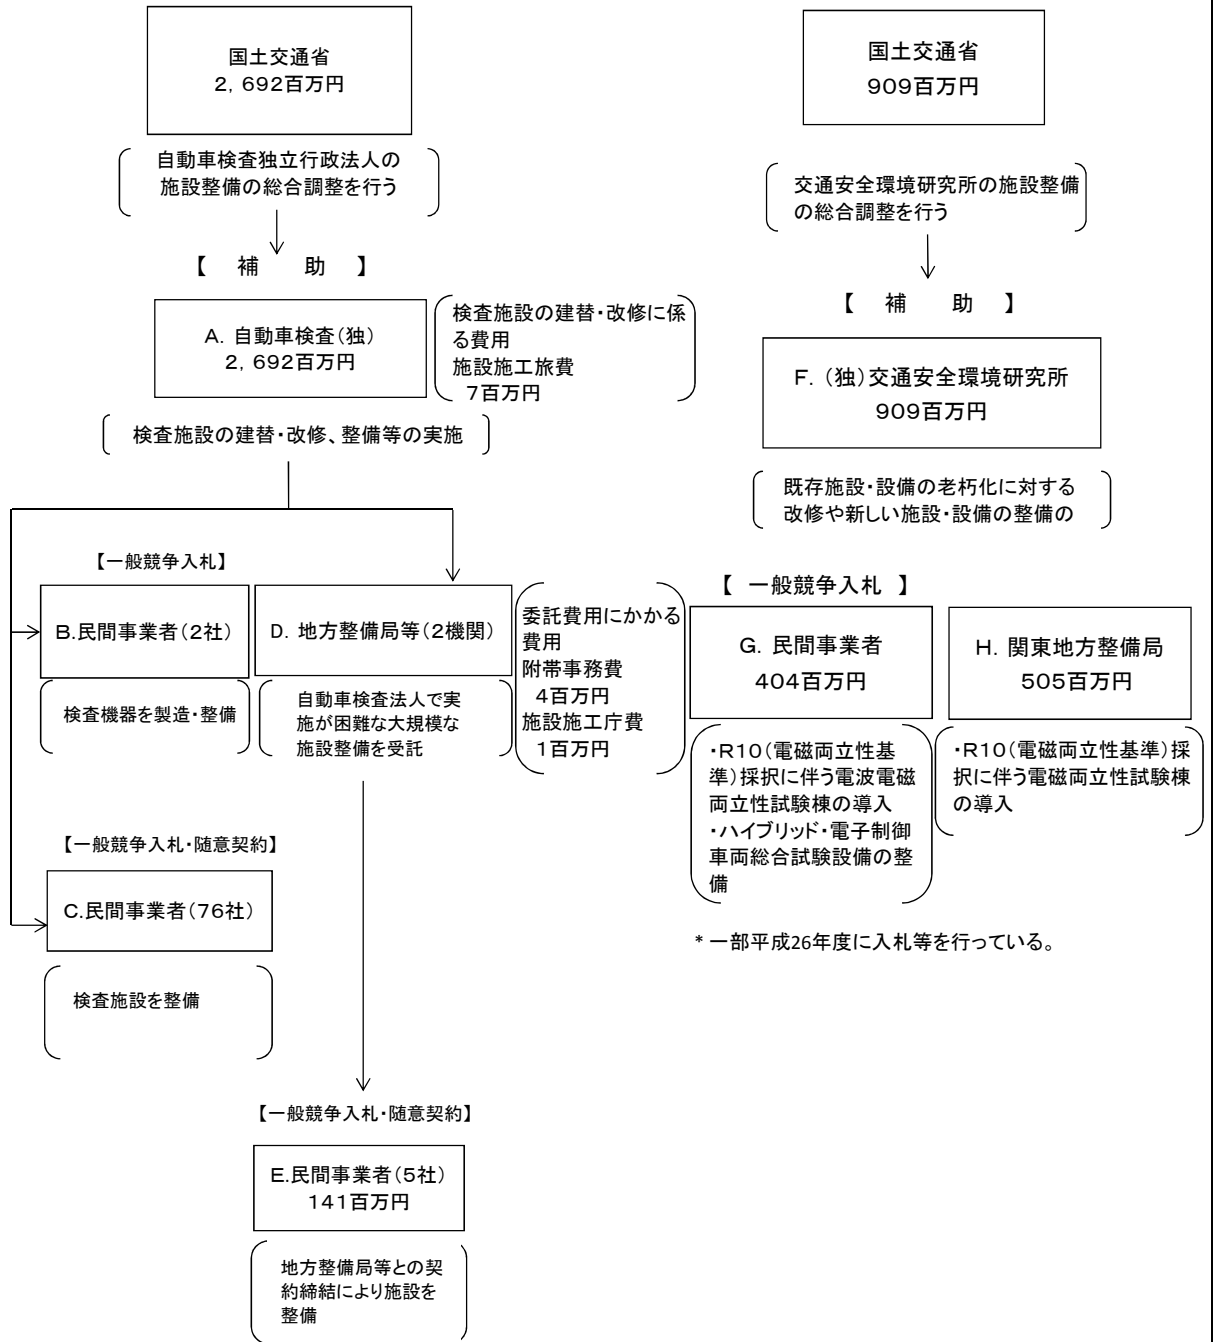 国土交通省
2,692百万円
自動車検査独立行政法人の
施設整備の総合調整を行う
【　補　助　】
A. 自動車検査(独)
2,692百万円
検査施設の建替・改修に係
る費用
施設施工旅費
7百万円
検査施設の建替・改修、整備等の実施
【一般競争入札】
B.民間事業者(2社)
検査機器を製造・整備
D. 地方整備局等(2機関)
自動車検査法人で実
施が困難な大規模な
施設整備を受託
委託費用にかかる
費用
附帯事務費
4百万円
施設施工庁費
1百万円
【一般競争入札・随意契約】
C.民間事業者(76社)
検査施設を整備
【一般競争入札・随意契約】
E.民間事業者(5社)
141百万円
地方整備局等との契
約締結により施設を
整備
国土交通省
909百万円
交通安全環境研究所の施設整備
の総合調整を行う
【　補　助　】
F. (独)交通安全環境研究所
909百万円
既存施設・設備の老朽化に対する
改修や新しい施設・設備の整備の
【 一般競争入札 】
G. 民間事業者
404百万円
・R10(電磁両立性基
準)採択に伴う電波電磁
両立性試験棟の導入
・ハイブリッド・電子制御
車両総合試験設備の整
備
H. 関東地方整備局
505百万円
・R10(電磁両立性基準)採
択に伴う電磁両立性試験棟
の導入
* 一部平成26年度に入札等を行っている。